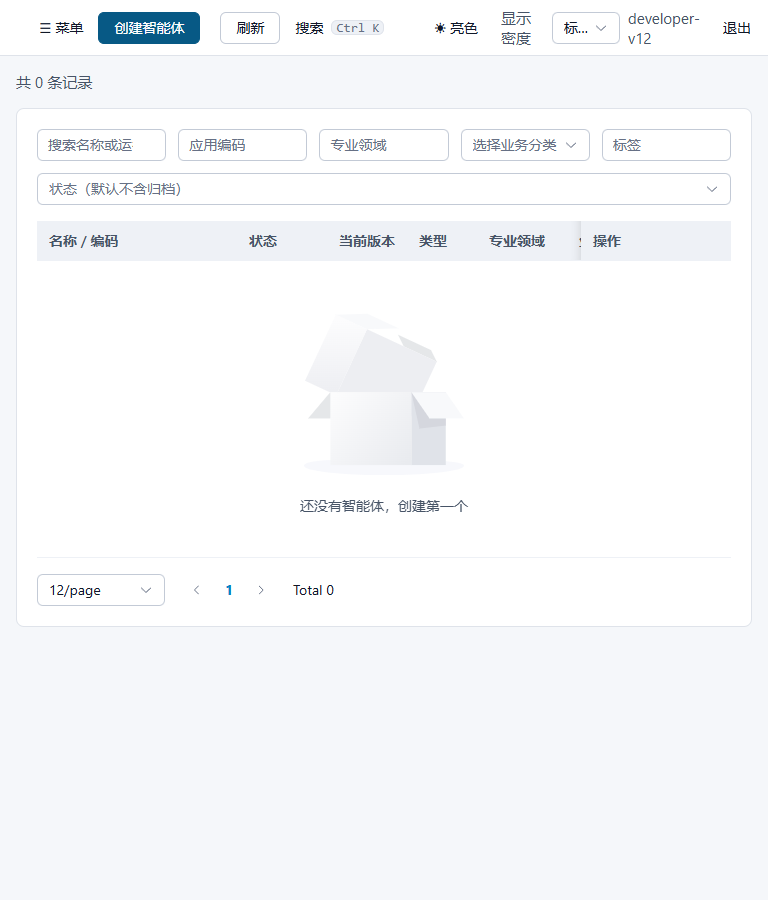 ☰ 菜单 创建智能体 刷新 搜索 Ctrl K ☀ 亮色 显示密度 标... developer-v12 退出
共 0 条记录
搜索名称或运 应用编码 专业领域 选择业务分类 标签
状态（默认不含归档）
名称 / 编码 状态 当前版本 类型 专业领域 操作
还没有智能体，创建第一个
12/page 1 Total 0